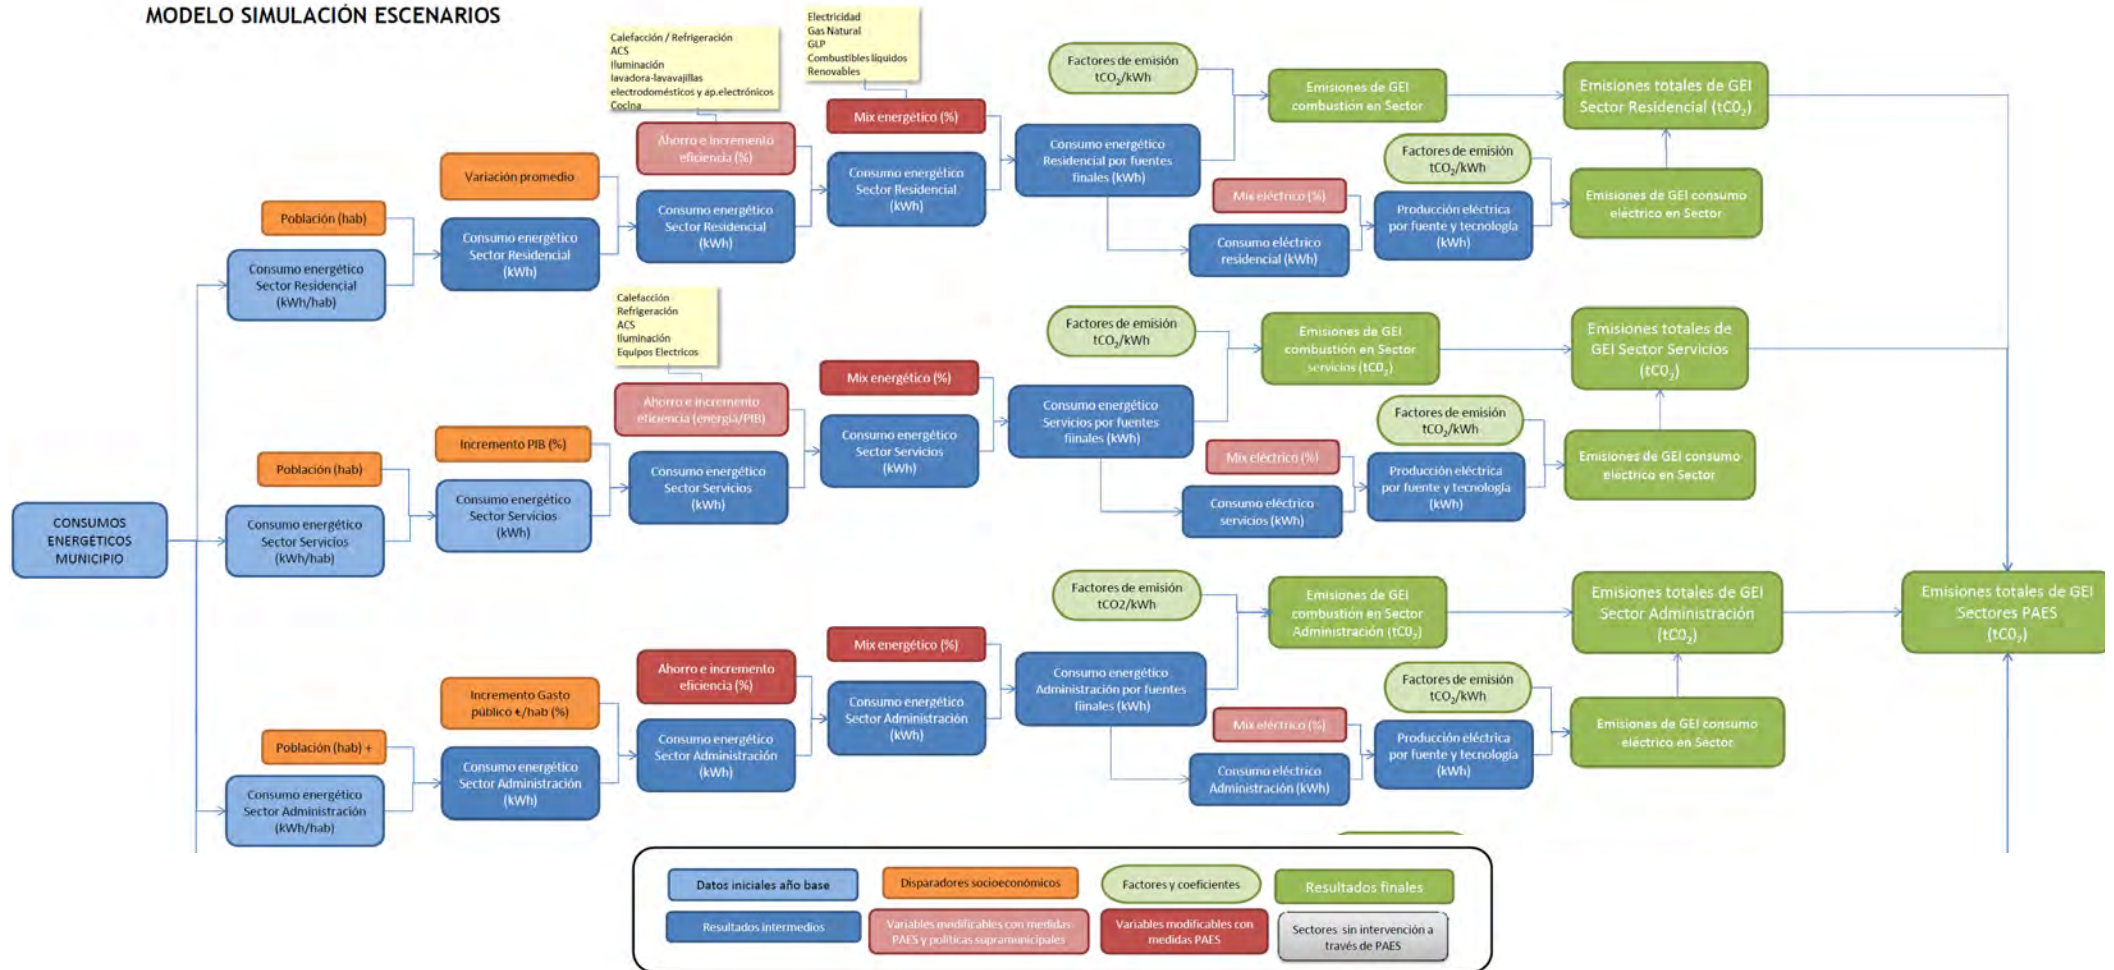 MODELO SIMULACIÓN ESCENARIOS
Calefacción / Refrigeración
ACS
Iluminación
lavadora-lavavajillas
electrodomésticos y ap.electrónicos
Cocina
Electricidad
Gas Natural
GLP
Combustibles líquidos
Renovables
Factores de emisión
tCO₂/kWh
Emisiones de GEI
combustión en Sector
Emisiones totales de GEI
Sector Residencial (tC0₂)
Ahorro e incremento
eficiencia (%)
Mix energético (%)
Variación promedio
Población (hab)
Consumo energético
Sector Residencial
(kWh/hab)
Consumo energético
Sector Residencial
(kWh)
Consumo energético
Sector Residencial
(kWh)
Consumo energético
Sector Residencial
(kWh)
Consumo energético
Residencial por fuentes
finales (kWh)
Mix eléctrico (%)
Consumo eléctrico
residencial (kWh)
Factores de emisión
tCO₂/kWh
Producción eléctrica
por fuente y tecnología
(kWh)
Emisiones de GEI consumo
eléctrico en Sector
Calefacción
Refrigeración
ACS
Iluminación
Equipos Electricos
Factores de emisión
tCO₂/kWh
Emisiones de GEI
combustión en Sector
servicios (tC0₂)
Emisiones totales de
GEI Sector Servicios
(tC0₂)
Ahorro e incremento
eficiencia (energía/PIB)
Mix energético (%)
Incremento PIB (%)
Población (hab)
CONSUMOS
ENERGÉTICOS
MUNICIPIO
Consumo energético
Sector Servicios
(kWh/hab)
Consumo energético
Sector Servicios
(kWh)
Consumo energético
Sector Servicios
(kWh)
Consumo energético
Sector Servicios
(kWh)
Consumo energético
Servicios por fuentes
fiinales (kWh)
Mix eléctrico (%)
Consumo eléctrico
servicios (kWh)
Factores de emisión
tCO₂/kWh
Producción eléctrica
por fuente y tecnología
(kWh)
Emisiones de GEI consumo
eléctrico en Sector
Factores de emisión
tCO2/kWh
Emisiones de GEI
combustión en Sector
Administración (tC0₂)
Emisiones totales de GEI
Sector Administración
(tC0₂)
Emisiones totales de GEI
Sectores PAES
(tC0₂)
Ahorro e incremento
eficiencia (%)
Mix energético (%)
Incremento Gasto
público €/hab (%)
Población (hab) +
Consumo energético
Sector Administración
(kWh/hab)
Consumo energético
Sector Administración
(kWh)
Consumo energético
Sector Administración
(kWh)
Consumo energético
Sector Administración
(kWh)
Consumo energético
Administración por fuentes
fiinales (kWh)
Mix eléctrico (%)
Consumo eléctrico
Administración (kWh)
Factores de emisión
tCO₂/kWh
Producción eléctrica
por fuente y tecnología
(kWh)
Emisiones de GEI consumo
eléctrico en Sector
Datos iniciales año base
Disparadores socioeconómicos
Factores y coeficientes
Resultados finales
Resultados intermedios
Variables modificables con medidas
PAES y políticas supramunicipales
Variables modificables con
medidas PAES
Sectores sin intervención a
través de PAES